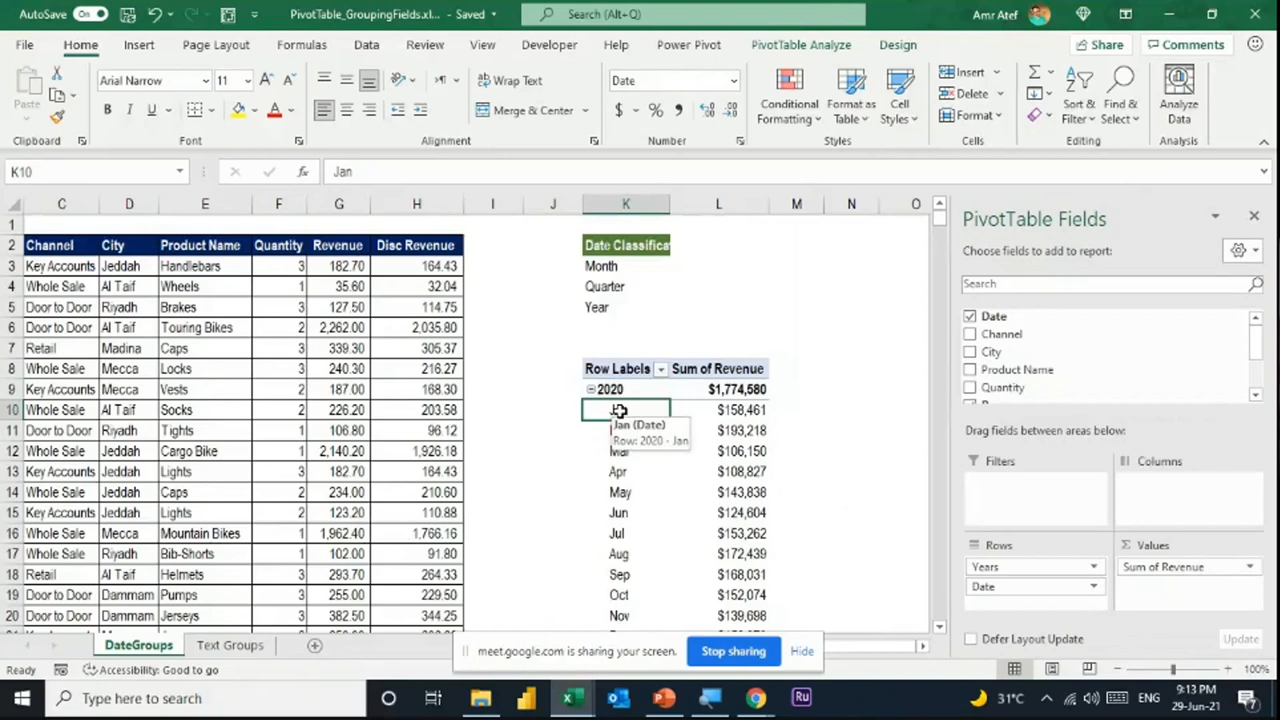 AutoSave On PivotTable_GroupingFields.xl... - Saved Search (Alt+Q) Amr Atef
File Home Insert Page Layout Formulas Data Review View Developer Help Power Pivot PivotTable Analyze Design Share Comments
Arial Narrow 11 Wrap Text Date Insert
Paste B I U Merge & Center $ % Conditional Formatting Format as Table Cell Styles Delete Format Sort & Filter Find & Select Analyze Data
Clipboard Font Alignment Number Styles Cells Editing Analysis
K10 fx Jan
C D E F G H I J K L M N O
1
2 Channel City Product Name Quantity Revenue Disc Revenue Date Classificat
3 Key Accounts Jeddah Handlebars 3 182.70 164.43 Month
4 Whole Sale Al Taif Wheels 1 35.60 32.04 Quarter
5 Door to Door Riyadh Brakes 3 127.50 114.75 Year
6 Door to Door Al Taif Touring Bikes 2 2,262.00 2,035.80
7 Retail Madina Caps 3 339.30 305.37
8 Whole Sale Mecca Locks 3 240.30 216.27 Row Labels Sum of Revenue
9 Key Accounts Mecca Vests 2 187.00 168.30 2020 $1,774,580
10 Whole Sale Al Taif Socks 2 226.20 203.58 $158,461
Jan (Date)
11 Door to Door Riyadh Tights 1 106.80 96.12 $193,218
Row: 2020 - Jan
12 Whole Sale Jeddah Cargo Bike 1 2,140.20 1,926.18 Mar $106,150
13 Key Accounts Jeddah Lights 3 182.70 164.43 Apr $108,827
14 Whole Sale Jeddah Caps 2 234.00 210.60 May $143,838
15 Key Accounts Jeddah Lights 2 123.20 110.88 Jun $124,604
16 Whole Sale Mecca Mountain Bikes 1 1,962.40 1,766.16 Jul $153,262
17 Whole Sale Riyadh Bib-Shorts 1 102.00 91.80 Aug $172,439
18 Retail Al Taif Helmets 3 293.70 264.33 Sep $168,031
19 Door to Door Dammam Pumps 3 255.00 229.50 Oct $152,074
20 Door to Door Dammam Jerseys 3 382.50 344.25 Nov $139,698
PivotTable Fields
Choose fields to add to report:
Search
Date
Channel
City
Product Name
Quantity
Drag fields between areas below:
Filters Columns
Rows Σ Values
Years Sum of Revenue
Date
Defer Layout Update Update
DateGroups Text Groups
meet.google.com is sharing your screen. Stop sharing Hide
Ready Accessibility: Good to go 100%
Type here to search 31°C ENG 9:13 PM
29-Jun-21 7